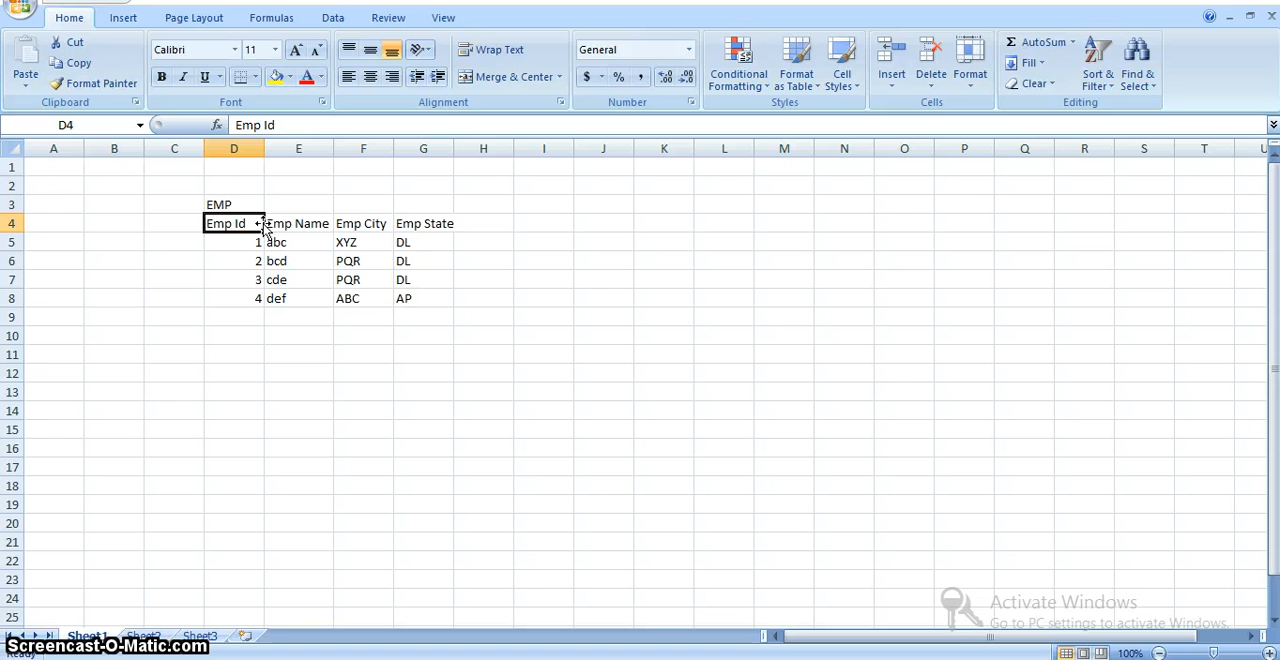 Home Insert Page Layout Formulas Data Review View
Cut Calibri 11 A A Wrap Text General AutoSum
Copy Fill
Paste Format Painter B I U A Merge & Center $ % , Conditional Formatting Format as Table Cell Styles Insert Delete Format Clear Sort & Filter Find & Select
Clipboard Font Alignment Number Styles Cells Editing
D4 fx Emp Id
A B C D E F G H I J K L M N O P Q R S T U
1
2
3 EMP
4 Emp Id Emp Name Emp City Emp State
5 1 abc XYZ DL
6 2 bcd PQR DL
7 3 cde PQR DL
8 4 def ABC AP
9
10
11
12
13
14
15
16
17
18
19
20
21
22
23
24 Activate Windows
25 Go to PC settings to activate Windows.
Sheet1 Sheet2 Sheet3
Screencast-O-Matic.com
Ready 100%